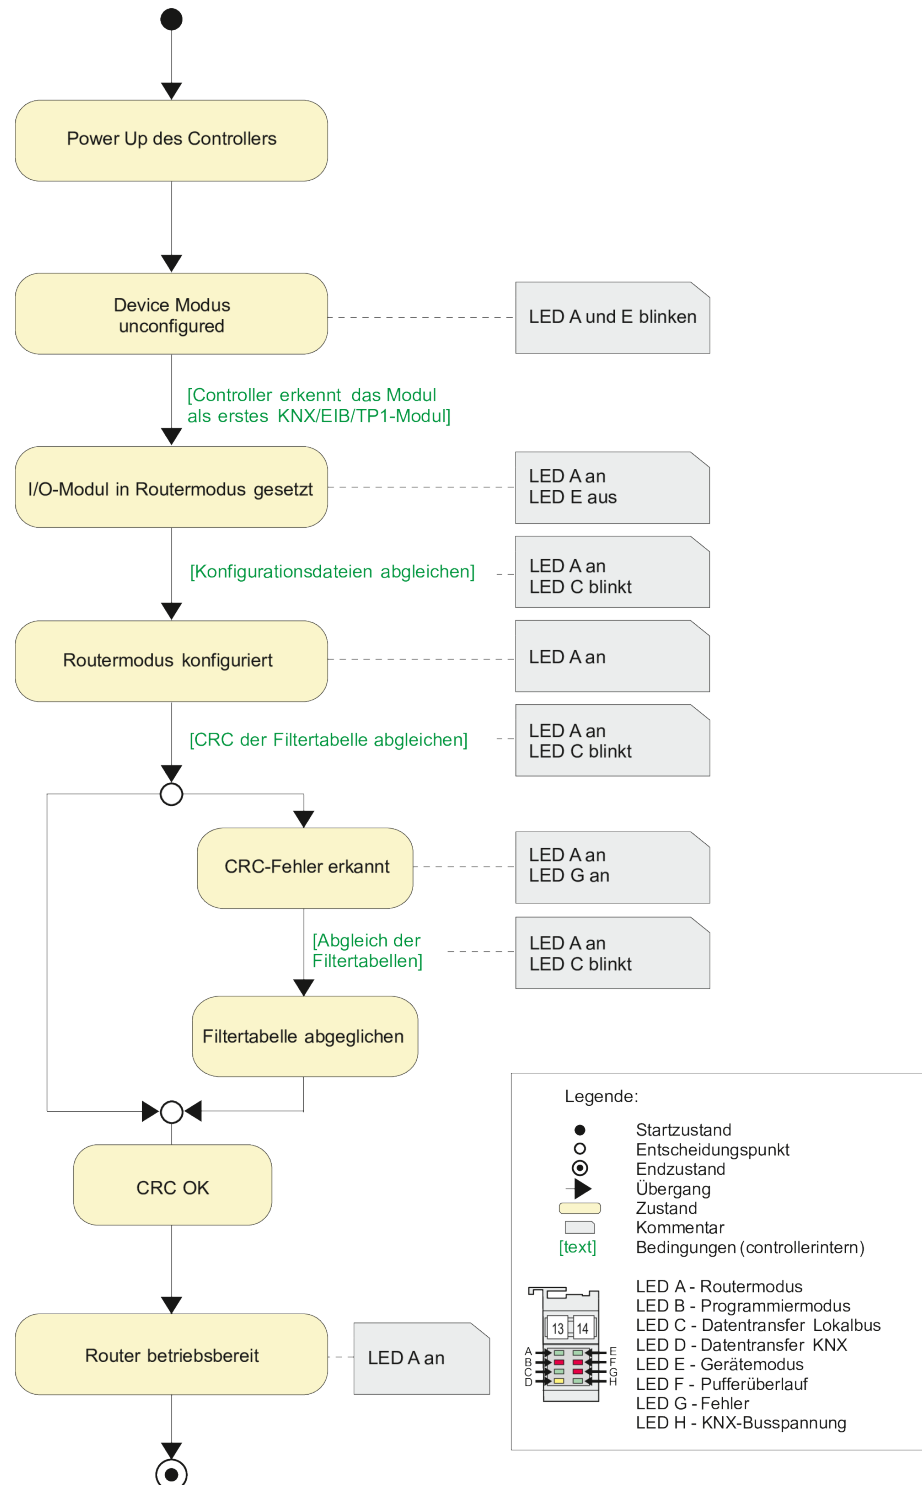 Power Up des Controllers
Device Modus
unconfigured
LED A und E blinken
[Controller erkennt das Modul
als erstes KNX/EIB/TP1-Modul]
I/O-Modul in Routermodus gesetzt
LED A an
LED E aus
[Konfigurationsdateien abgleichen]
LED A an
LED C blinkt
Routermodus konfiguriert
LED A an
[CRC der Filtertabelle abgleichen]
LED A an
LED C blinkt
CRC-Fehler erkannt
LED A an
LED G an
[Abgleich der
Filtertabellen]
LED A an
LED C blinkt
Filtertabelle abgeglichen
CRC OK
Router betriebsbereit
LED A an
Legende:
Startzustand
Entscheidungspunkt
Endzustand
Übergang
Zustand
Kommentar
[text] Bedingungen (controllerintern)
13 14
A E
B F
C G
D H
LED A - Routermodus
LED B - Programmiermodus
LED C - Datentransfer Lokalbus
LED D - Datentransfer KNX
LED E - Gerätemodus
LED F - Pufferüberlauf
LED G - Fehler
LED H - KNX-Busspannung